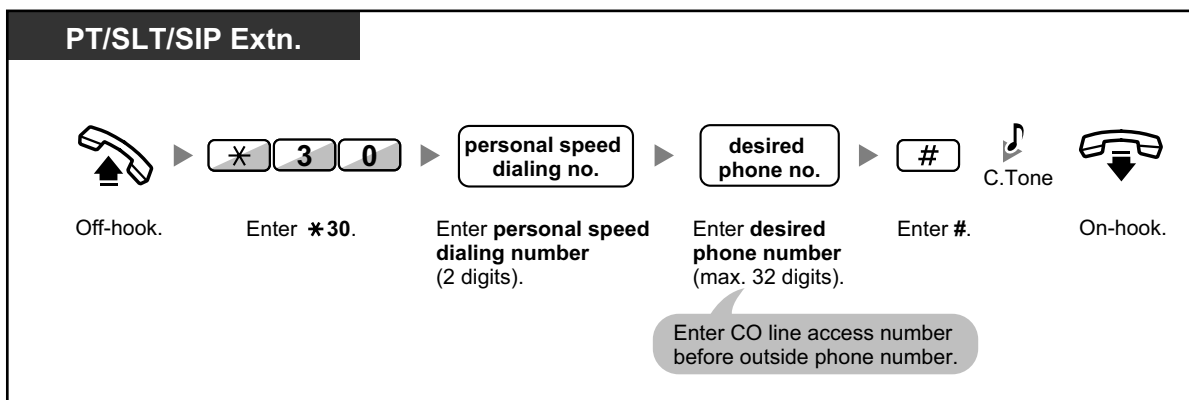 PT/SLT/SIP Extn.
✳ 3 0
personal speed
dialing no.
desired
phone no.
#
C.Tone
Off-hook.
Enter ✳30.
Enter personal speed
dialing number
(2 digits).
Enter desired
phone number
(max. 32 digits).
Enter #.
On-hook.
Enter CO line access number
before outside phone number.